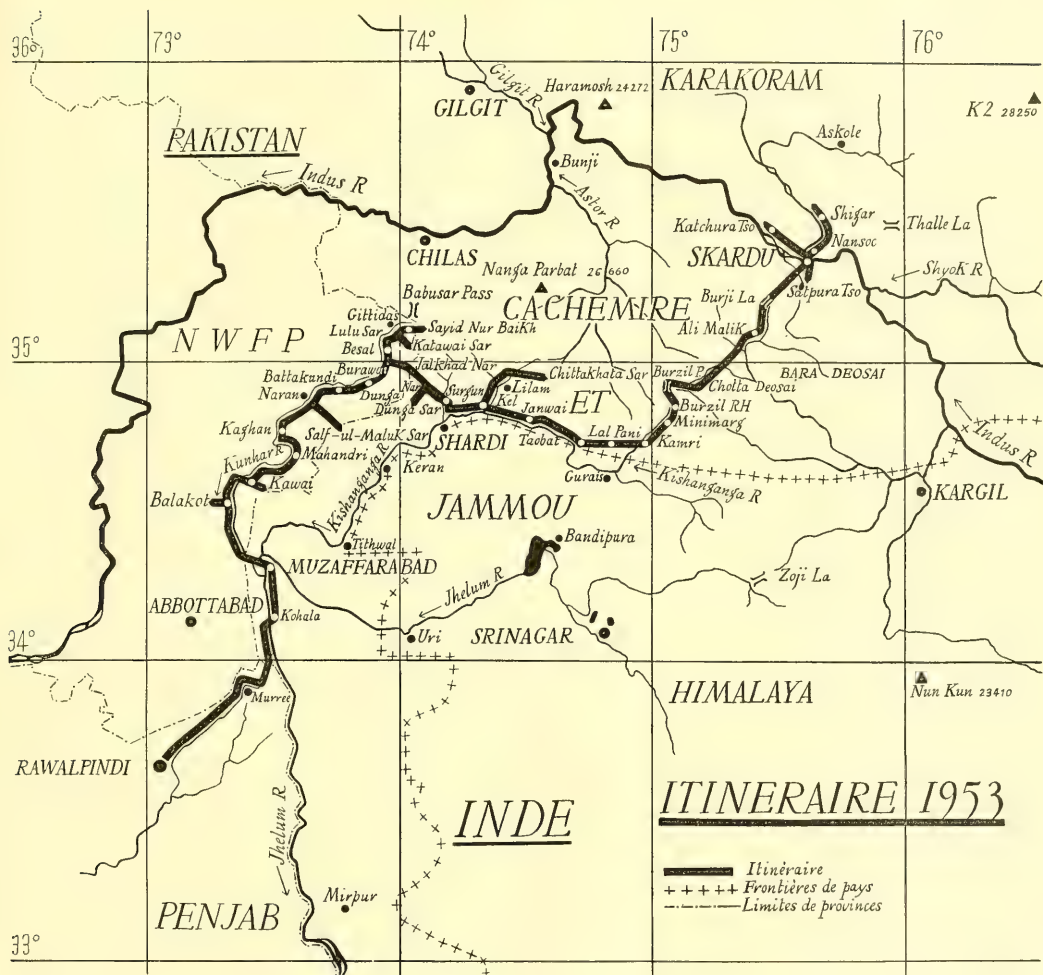 73°
74°
75°
76°
36°
KARAKORAM
Gilgit R
Haramosh 24272
K2 28250
GILGIT
Askole
PAKISTAN
Bunji
← Indus R
← Astor R
Shigar
Katchura Tso
Thalle La
Nansoc
CHILAS
SKARDU
Nanga Parbat 26660
ShyoK R
Satpura Tso
Babusar Pass
CACHEMIRE
Burji La
Gittidas
Lulu Sar
Sayid Nur BaiKh
Ali MaliK
N W F P
Katawai Sar
Besal
35°
Jalkhad Nar
Burawai
Chittakhata Sar
Burzil P
BARA DEOSAI
Battakundi
Nar
Surgun
Lilam
Chotta Deosai
Naran
Dunga
Dunga Sar
Kel
Janwai
ET
Burzil RH
Minimarg
Kaghan
Salf-ul-MaluK Sar
SHARDI
Taobat
Lal Pani
Kamri
Indus R
Kunhar R
Mahandri
Keran
Gurais
Kishanganga R
Kawai
KARGIL
Balakot
Kishanganga R
JAMMOU
Bandipura
Tithwal
MUZAFFARABAD
Zoji La
Jhelum R
ABBOTTABAD
Kohala
Uri
SRINAGAR
34°
HIMALAYA
Nun Kun 23410
Murree
RAWALPINDI
ITINERAIRE 1953
INDE
Jhelum R
Itinéraire
Frontières de pays
Limites de provinces
Mirpur
PENJAB
33°